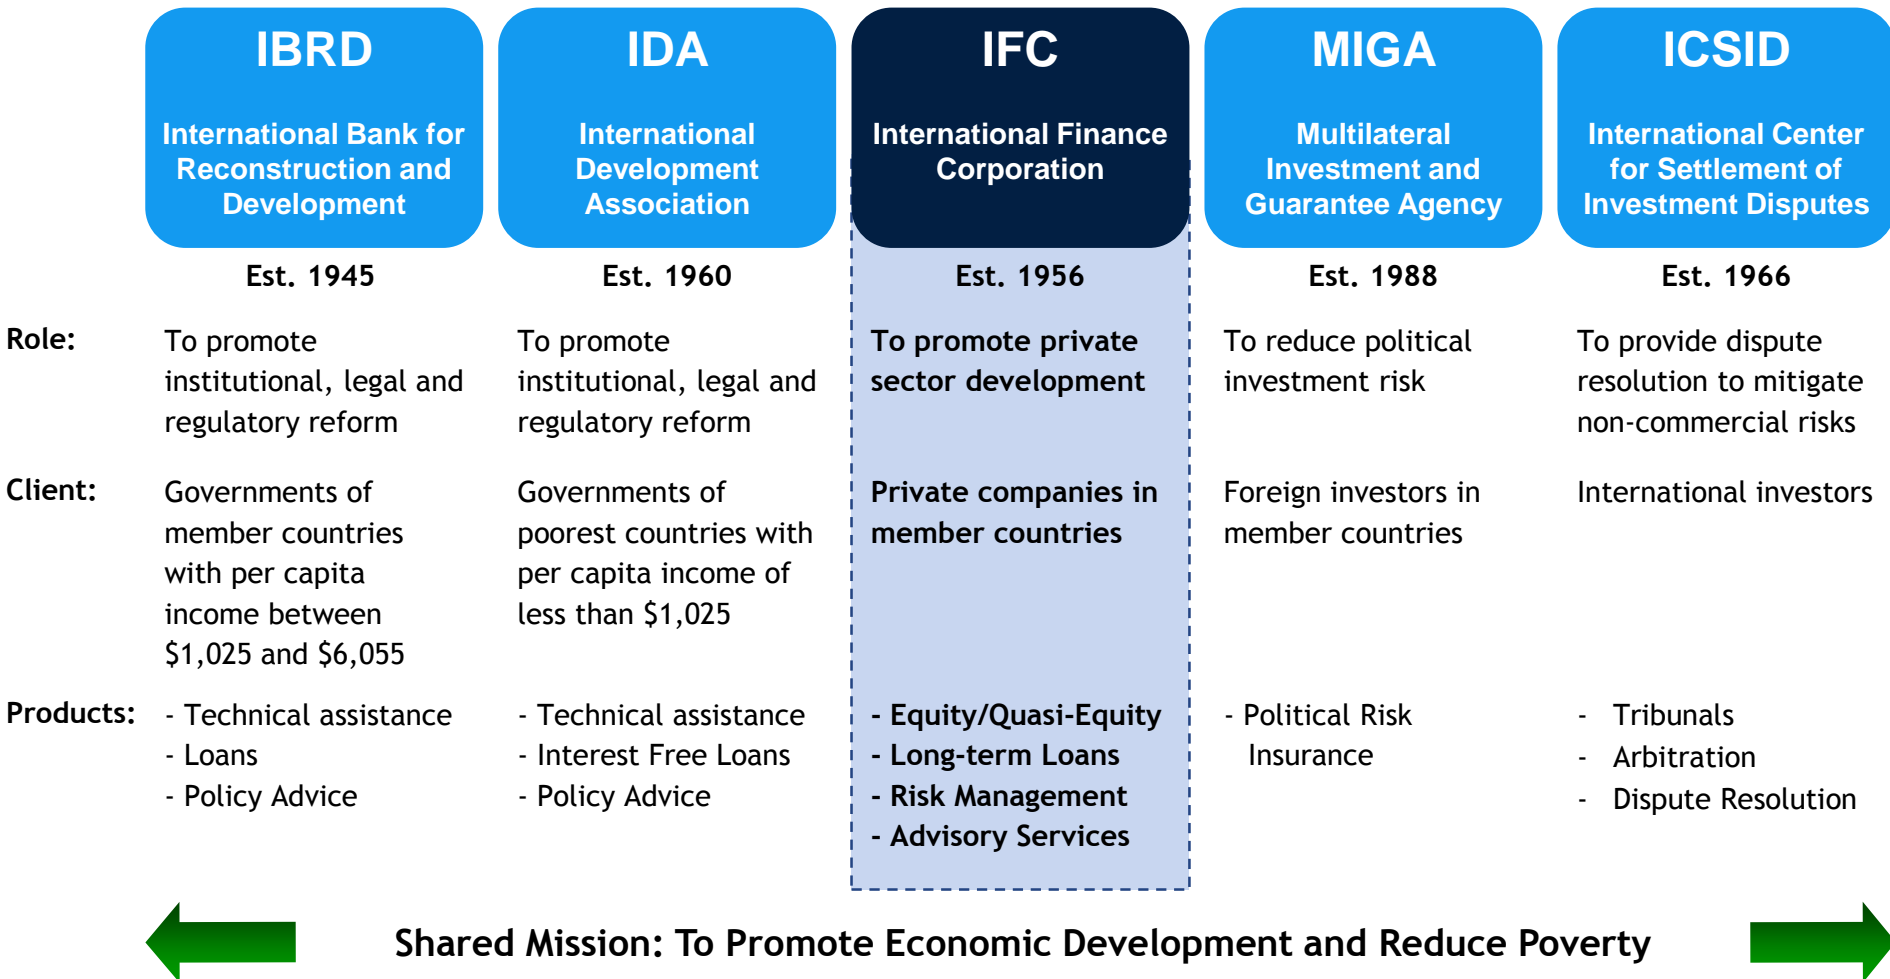 IBRD
International Bank for
Reconstruction and
Development
Est. 1945
IDA
International
Development
Association
Est. 1960
IFC
International Finance
Corporation
Est. 1956
MIGA
Multilateral
Investment and
Guarantee Agency
Est. 1988
ICSID
International Center
for Settlement of
Investment Disputes
Est. 1966
Role:
To promote
institutional, legal and
regulatory reform
To promote
institutional, legal and
regulatory reform
To promote private
sector development
To reduce political
investment risk
To provide dispute
resolution to mitigate
non-commercial risks
Client:
Governments of
member countries
with per capita
income between
$1,025 and $6,055
Governments of
poorest countries with
per capita income of
less than $1,025
Private companies in
member countries
Foreign investors in
member countries
International investors
Products:
- Technical assistance
- Loans
- Policy Advice
- Technical assistance
- Interest Free Loans
- Policy Advice
- Equity/Quasi-Equity
- Long-term Loans
- Risk Management
- Advisory Services
- Political Risk
Insurance
- Tribunals
- Arbitration
- Dispute Resolution
Shared Mission: To Promote Economic Development and Reduce Poverty